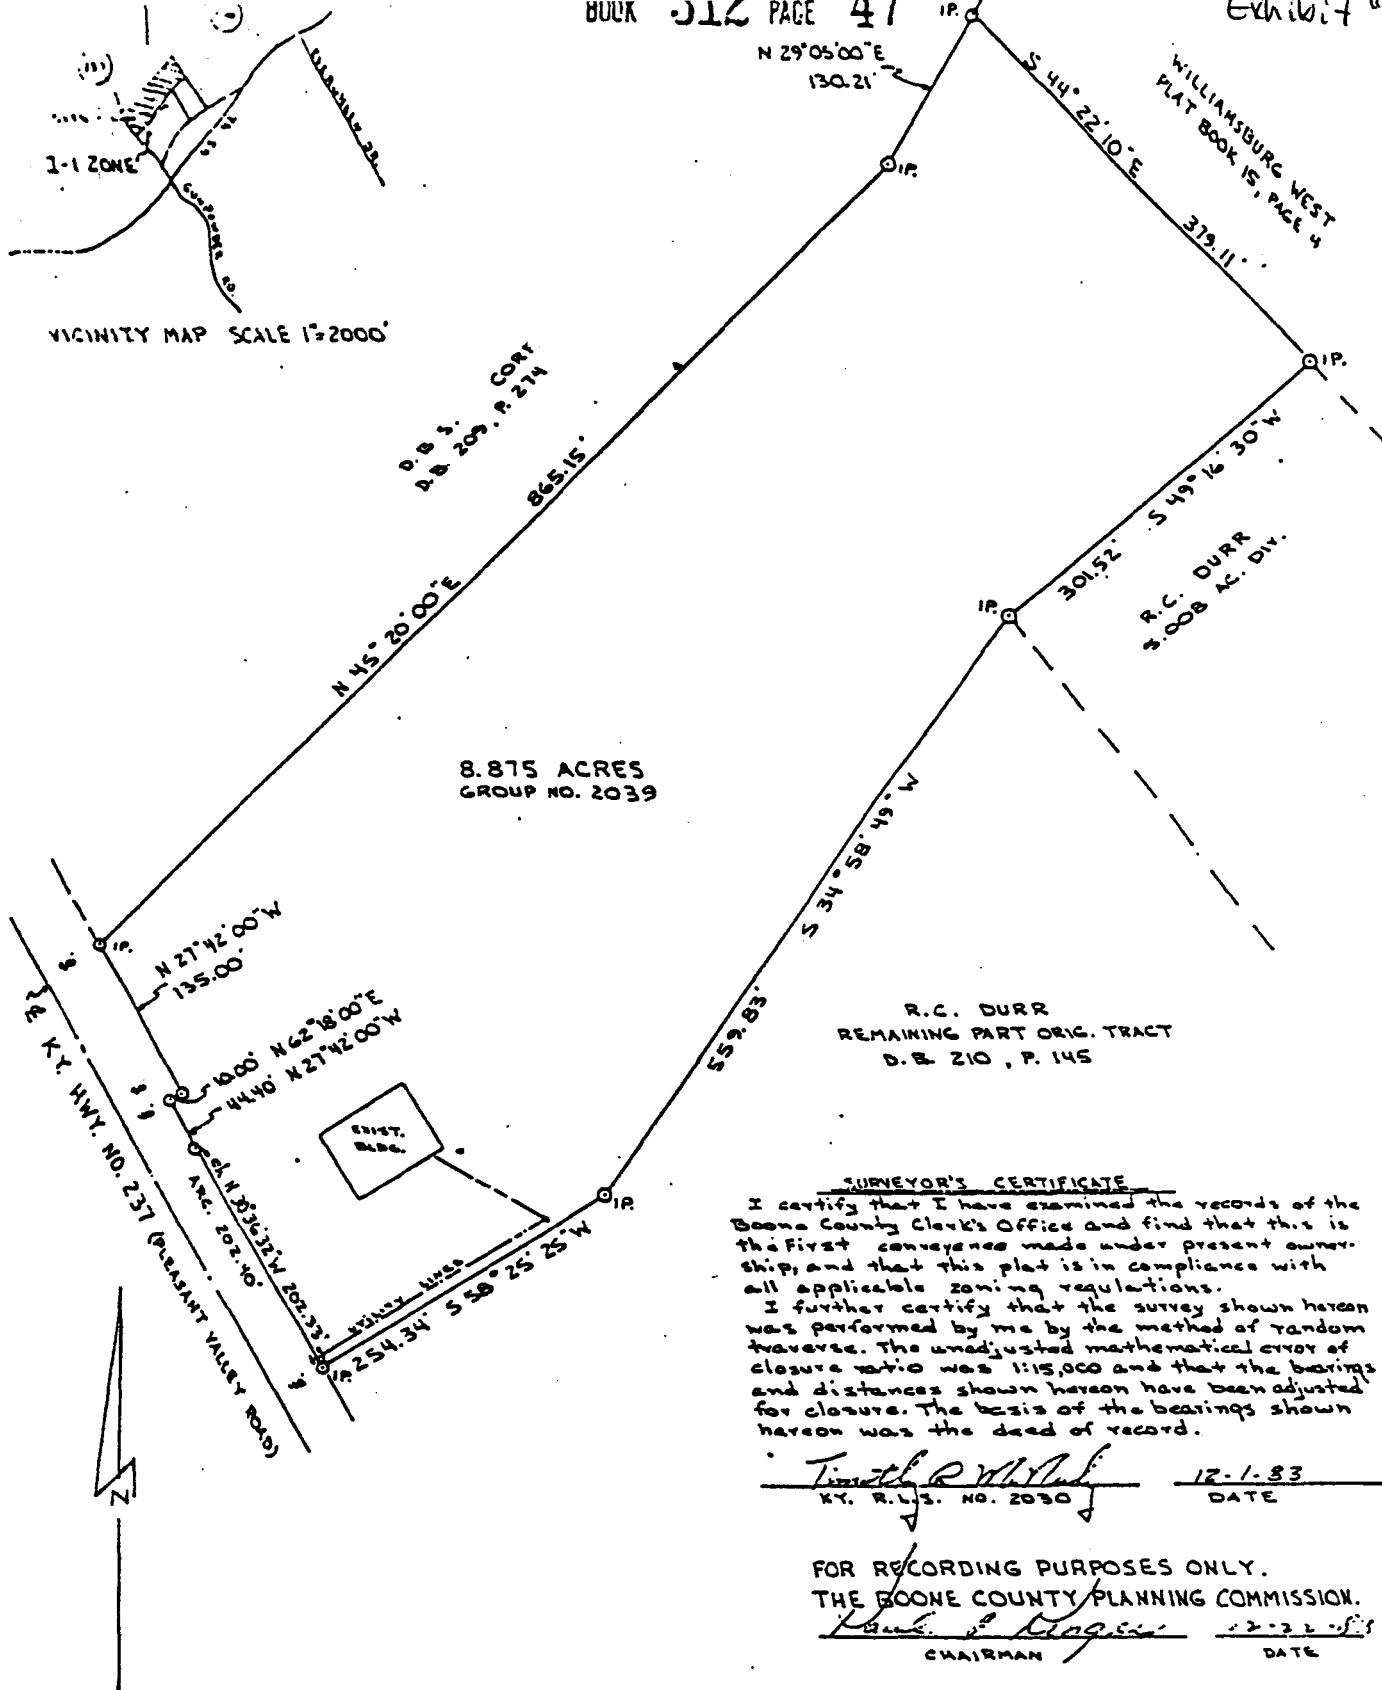 BOOK 312 PAGE 47
Exhibit "
I.P.
N 29°05'00"E
130.21'
S 44° 22' 10" E
379.11'
WILLIAMSBURG WEST
PLAT BOOK 15, PAGE 4
I-1 ZONE
US 42
GUNPOWDER RD.
VICINITY MAP SCALE 1"=2000'
I.P.
I.P.
D.B.S. CORP
D.B. 209, P. 274
865.15'
N 45° 20' 00" E
S 49° 16' 30" W
301.52'
I.P.
R.C. DURR
3.008 AC. DIV.
8.875 ACRES
GROUP NO. 2039
S 34° 58' 49" W
559.83'
I.P.
N 27°42'00"W
135.00'
10.00' N 62°18'00"E
44.40' N 27°42'00"W
R.C. DURR
REMAINING PART ORIG. TRACT
D.B. 210, P. 145
EXIST.
BLDG.
KY. HWY. NO. 237 (PLEASANT VALLEY ROAD)
ch. N 30°36'32"W 202.33'
ARC. 202.40'
I.P.
UTILITY LINES
254.34' S 58° 25' 25" W
I.P.
N
SURVEYOR'S CERTIFICATE
I certify that I have examined the records of the
Boone County Clerk's Office and find that this is
the First conveyence made under present owner-
ship, and that this plat is in compliance with
all applicable zoning regulations.
I further certify that the survey shown hereon
was performed by me by the method of random
traverse. The unadjusted mathematical error of
closure ratio was 1:15,000 and that the bearings
and distances shown hereon have been adjusted
for closure. The basis of the bearings shown
hereon was the deed of record.
12-1-83
KY. R.L.S. NO. 2030 DATE
FOR RECORDING PURPOSES ONLY.
THE BOONE COUNTY PLANNING COMMISSION.
12-22-83
CHAIRMAN DATE